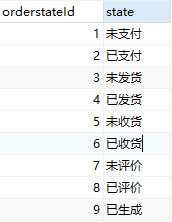 orderstateId state
1 未支付
2 已支付
3 未发货
4 已发货
5 未收货
6 已收货
7 未评价
8 已评价
9 已生成